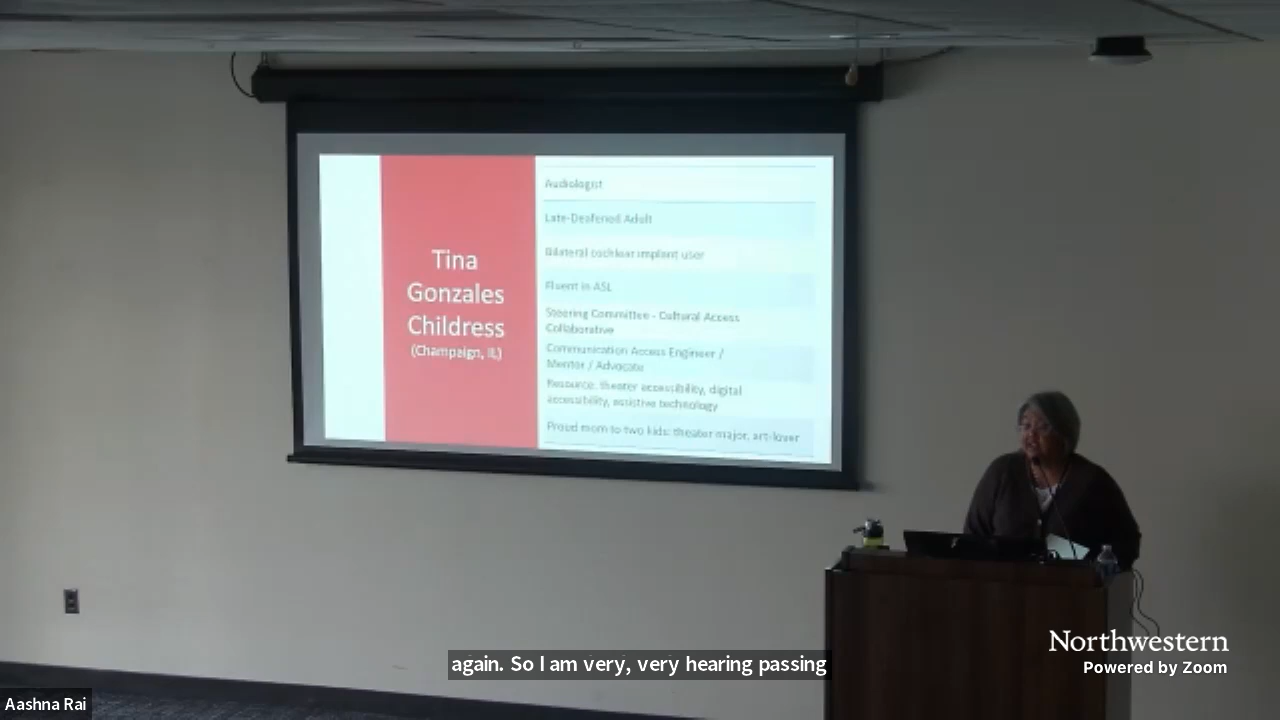 Tina
Gonzales
Childress
(Champaign, IL)
Audiologist
Late-Deafened Adult
Bilateral cochlear implant user
Fluent in ASL
Steering Committee - Cultural Access
Collaborative
Communication Access Engineer /
Mentor / Advocate
Resource: theater accessibility, digital
accessibility, assistive technology
Proud mom to two kids: theater major, art-lover
again. So I am very, very hearing passing
Northwestern
Powered by Zoom
Aashna Rai